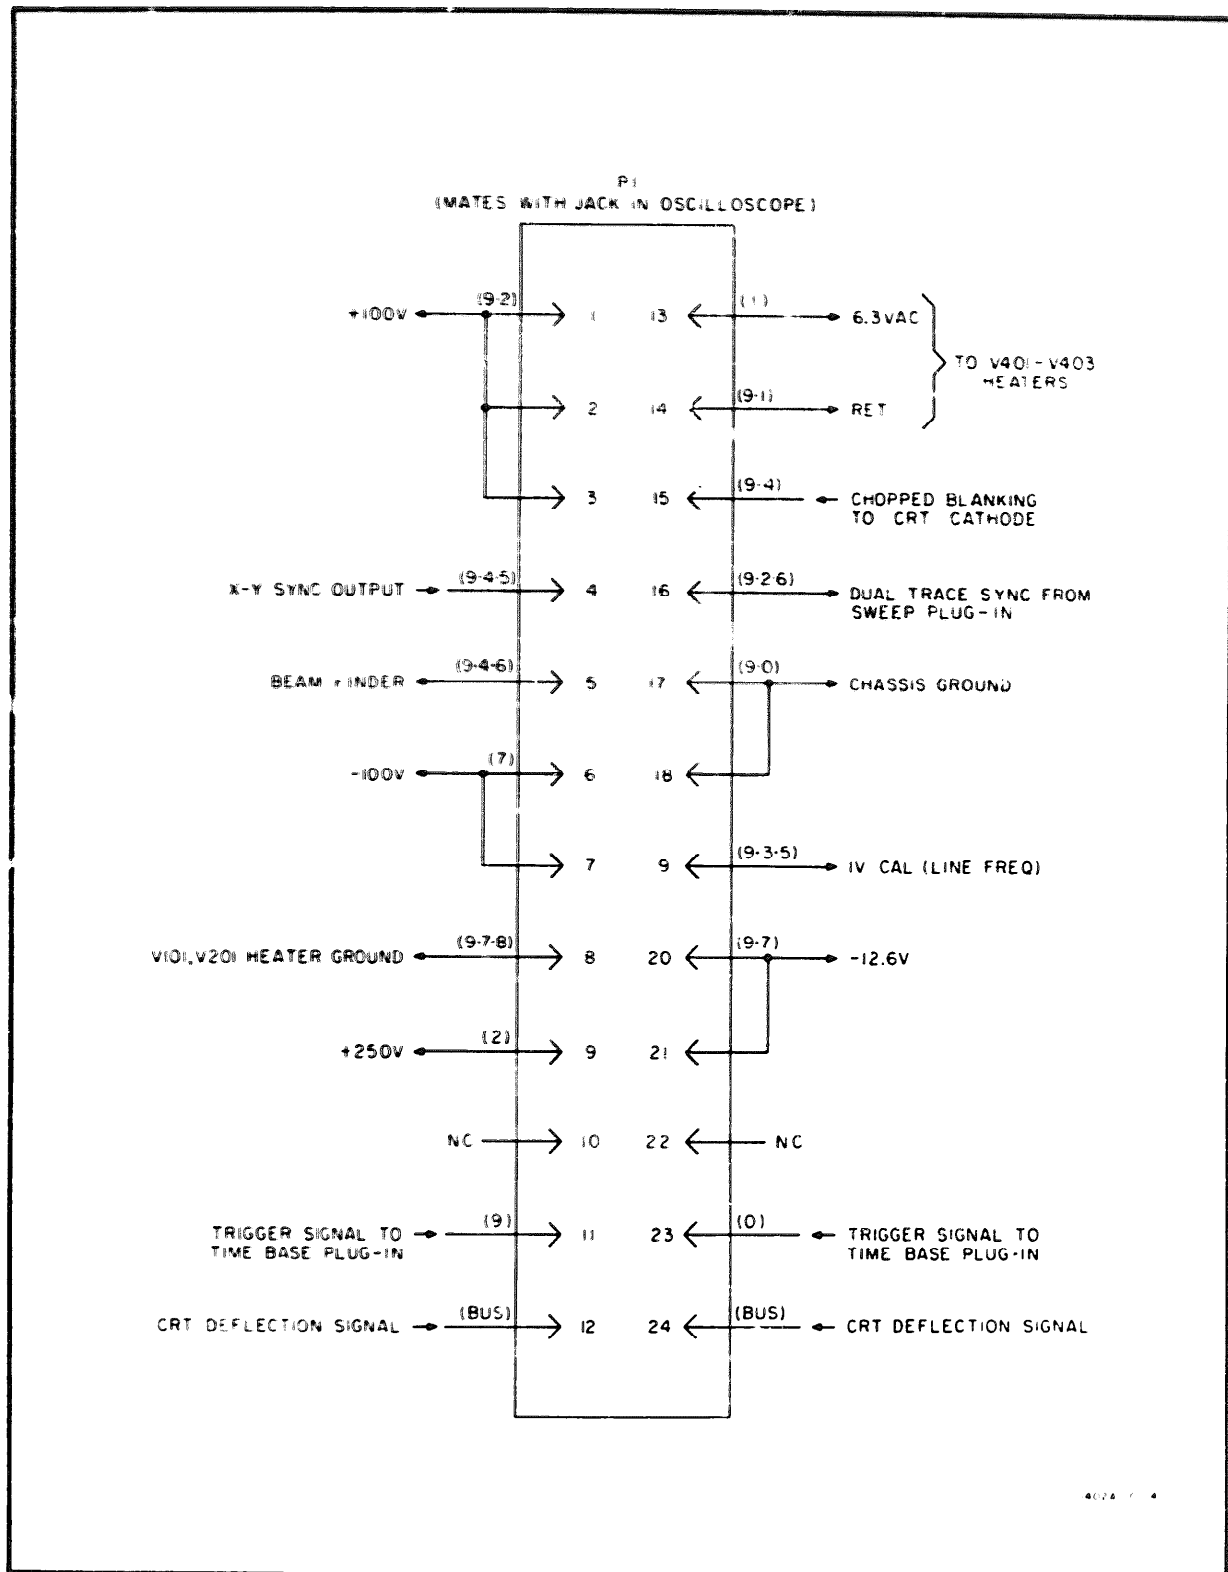 P1
(MATES WITH JACK IN OSCILLOSCOPE)
+100V (9-2) 1 13 (1) 6.3VAC
TO V401-V403
HEATERS
2 14 (9-1) RET
3 15 (9-4) CHOPPED BLANKING
TO CRT CATHODE
X-Y SYNC OUTPUT (9-4-5) 4 16 (9-2-6) DUAL TRACE SYNC FROM
SWEEP PLUG-IN
BEAM FINDER (9-4-6) 5 17 (9-0) CHASSIS GROUND
-100V (7) 6 18
7 9 (9-3-5) 1V CAL (LINE FREQ)
V101,V201 HEATER GROUND (9-7-8) 8 20 (9-7) -12.6V
+250V (2) 9 21
NC 10 22 NC
TRIGGER SIGNAL TO
TIME BASE PLUG-IN (9) 11 23 (0) TRIGGER SIGNAL TO
TIME BASE PLUG-IN
CRT DEFLECTION SIGNAL (BUS) 12 24 (BUS) CRT DEFLECTION SIGNAL